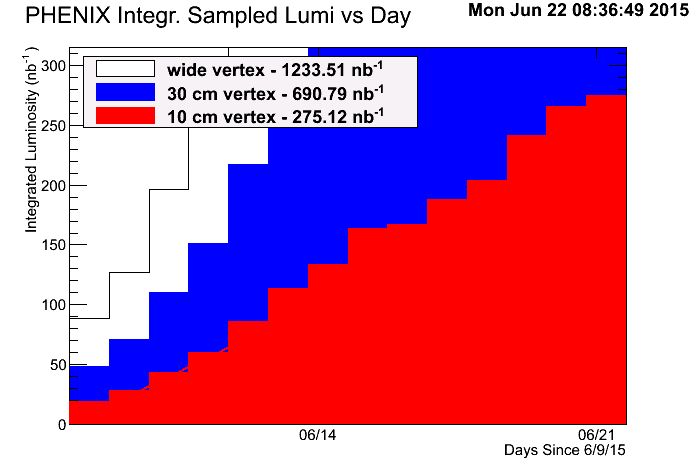 PHENIX Integr. Sampled Lumi vs Day
Mon Jun 22 08:36:49 2015
Integrated Luminosity (nb⁻¹)
300
250
200
150
100
50
0
wide vertex - 1233.51 nb⁻¹
30 cm vertex - 690.79 nb⁻¹
10 cm vertex - 275.12 nb⁻¹
06/14
06/21
Days Since 6/9/15